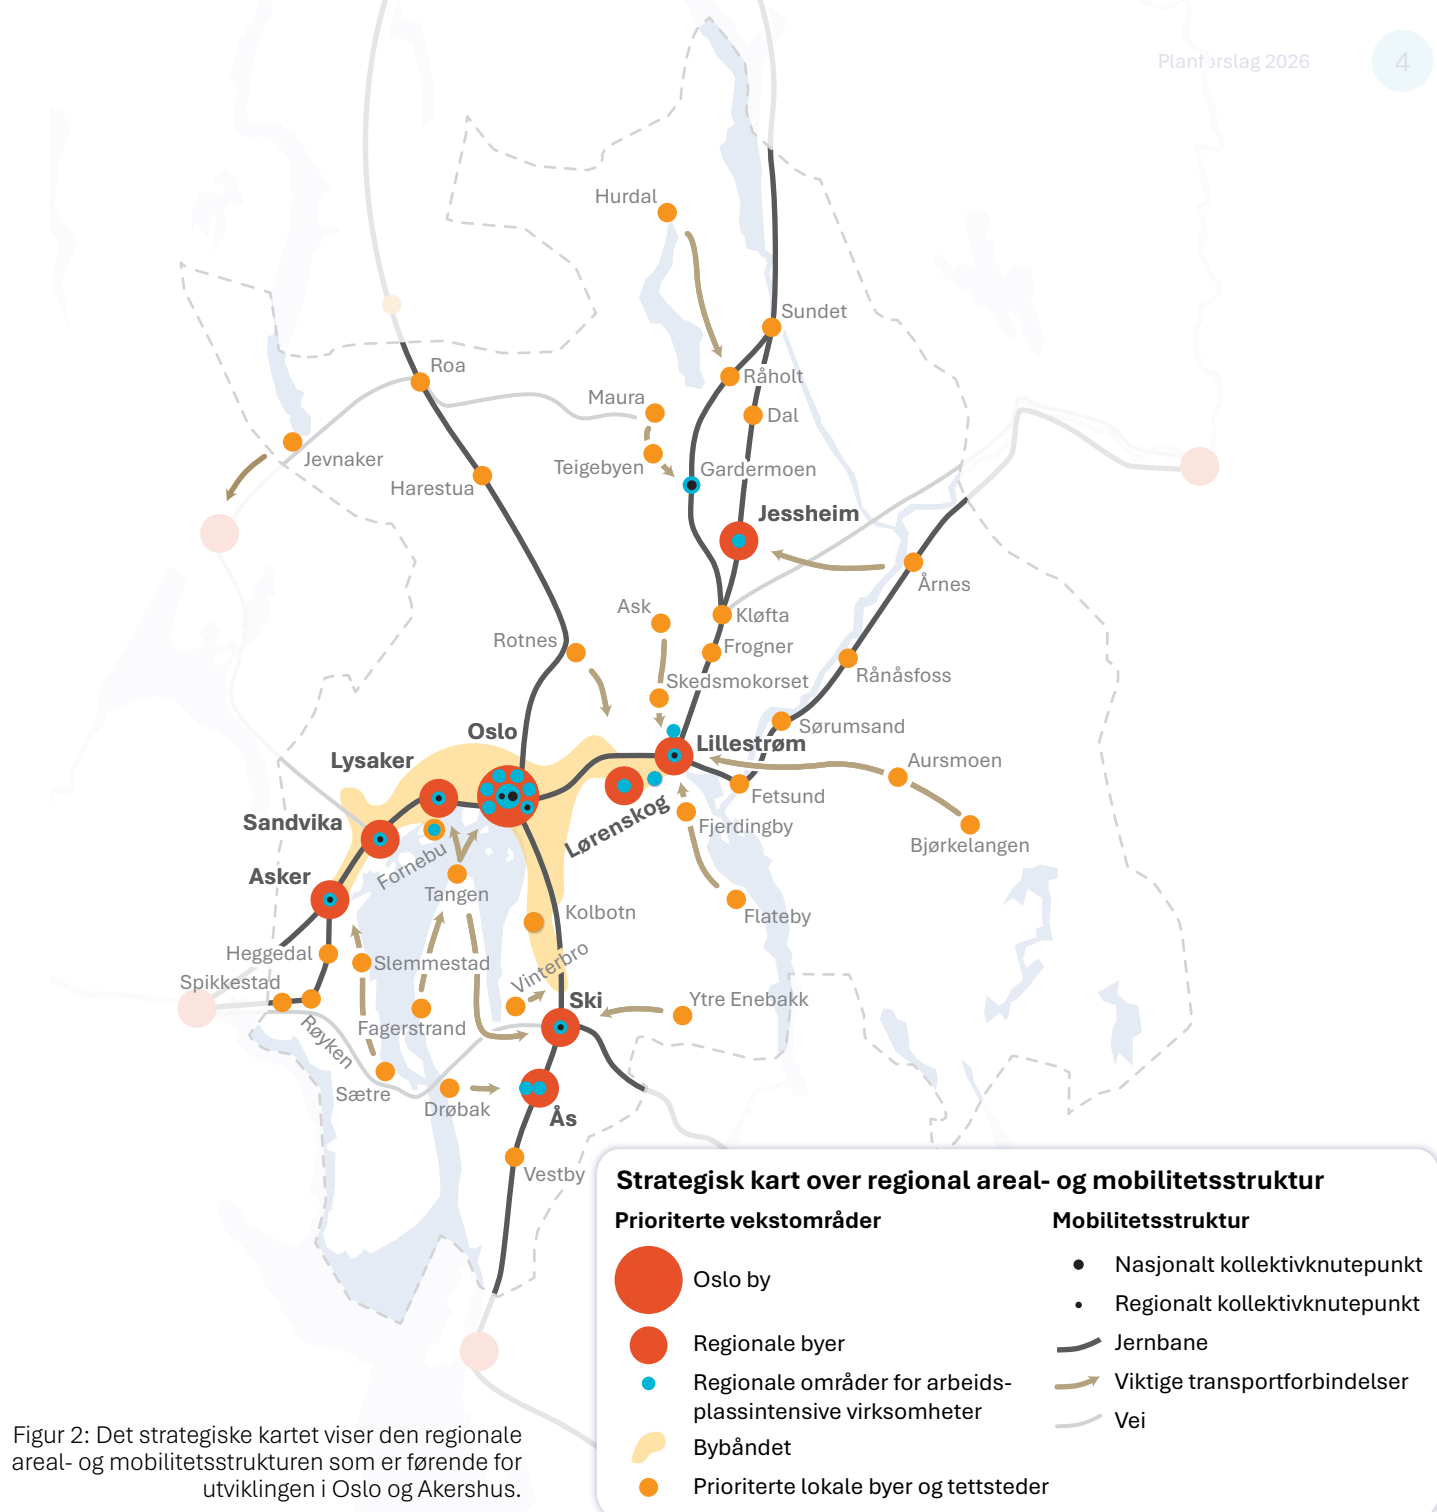 Planforslag 2026
4
Hurdal
Sundet
Roa
Råholt
Maura
Dal
Jevnaker
Teigebyen
Gardermoen
Harestua
Jessheim
Årnes
Ask
Kløfta
Rotnes
Frogner
Rånåsfoss
Skedsmokorset
Sørumsand
Oslo
Lillestrøm
Lysaker
Aursmoen
Fetsund
Sandvika
Lørenskog
Fjerdingby
Bjørkelangen
Fornebu
Asker
Tangen
Kolbotn
Flateby
Heggedal
Slemmestad
Vinterbro
Spikkestad
Ski
Ytre Enebakk
Røyken
Fagerstrand
Sætre
Drøbak
Ås
Vestby
Strategisk kart over regional areal- og mobilitetsstruktur
Prioriterte vekstområder
Oslo by
Regionale byer
Regionale områder for arbeids-
plassintensive virksomheter
Bybåndet
Prioriterte lokale byer og tettsteder
Mobilitetsstruktur
Nasjonalt kollektivknutepunkt
Regionalt kollektivknutepunkt
Jernbane
Viktige transportforbindelser
Vei
Figur 2: Det strategiske kartet viser den regionale
areal- og mobilitetsstrukturen som er førende for
utviklingen i Oslo og Akershus.